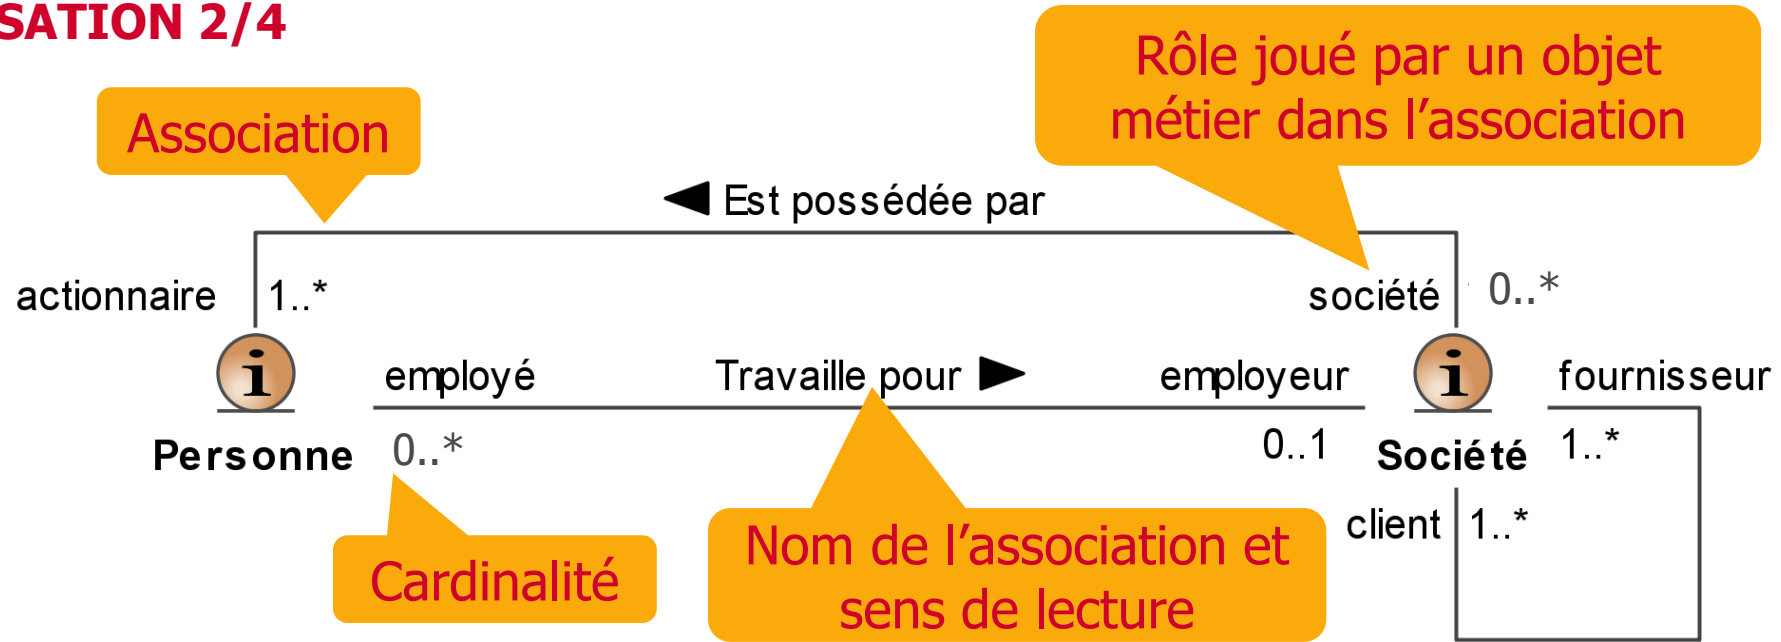 SATION 2/4
Rôle joué par un objet
métier dans l’association
Association
Est possédée par
actionnaire
1..*
société
0..*
employé
Travaille pour
employeur
fournisseur
Personne
0..*
0..1
Société
1..*
client
1..*
Cardinalité
Nom de l’association et
sens de lecture